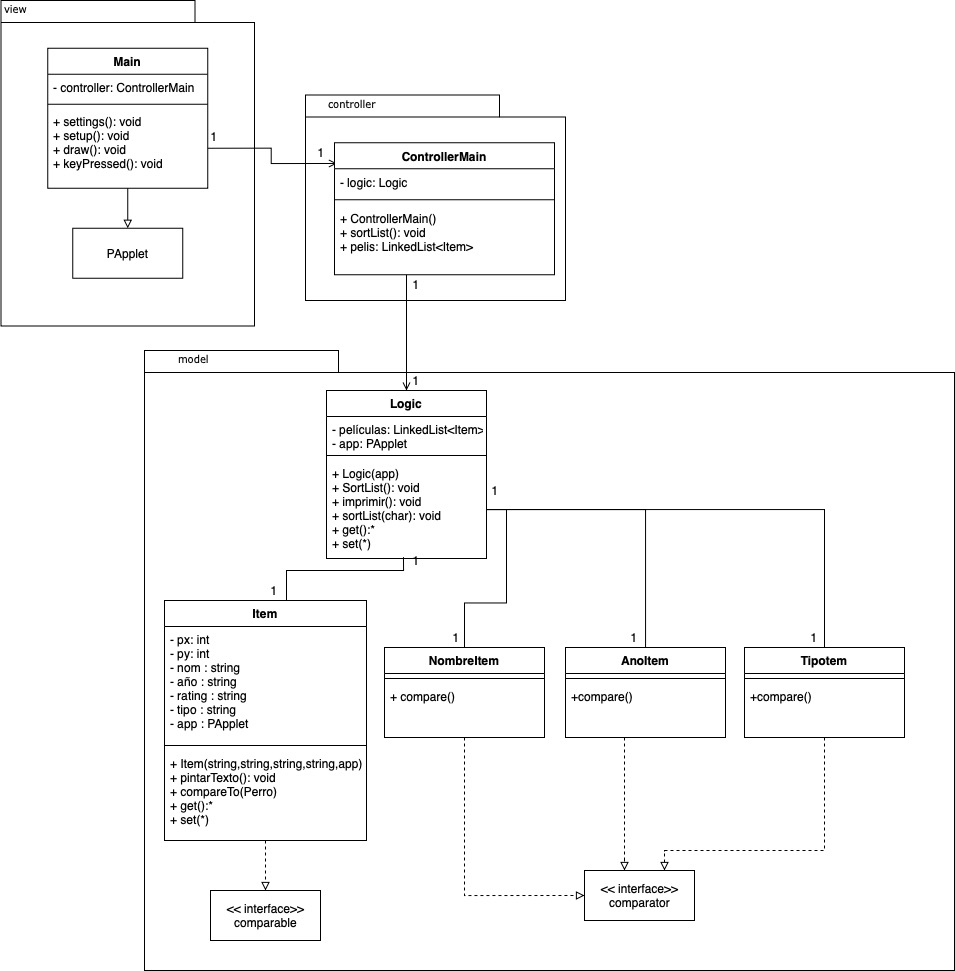 view
Main
- controller: ControllerMain
+ settings(): void
+ setup(): void
+ draw(): void
+ keyPressed(): void
1
PApplet
controller
1
ControllerMain
- logic: Logic
+ ControllerMain()
+ sortList(): void
+ pelis: LinkedList<Item>
1
model
1
Logic
- películas: LinkedList<Item>
- app: PApplet
+ Logic(app)
+ SortList(): void
+ imprimir(): void
+ sortList(char): void
+ get():*
+ set(*)
1
1
1
Item
- px: int
- py: int
- nom : string
- año : string
- rating : string
- tipo : string
- app : PApplet
+ Item(string,string,string,string,app)
+ pintarTexto(): void
+ compareTo(Perro)
+ get():*
+ set(*)
1
NombreItem
+ compare()
1
AnoItem
+compare()
1
Tipotem
+compare()
<< interface>>
comparable
<< interface>>
comparator